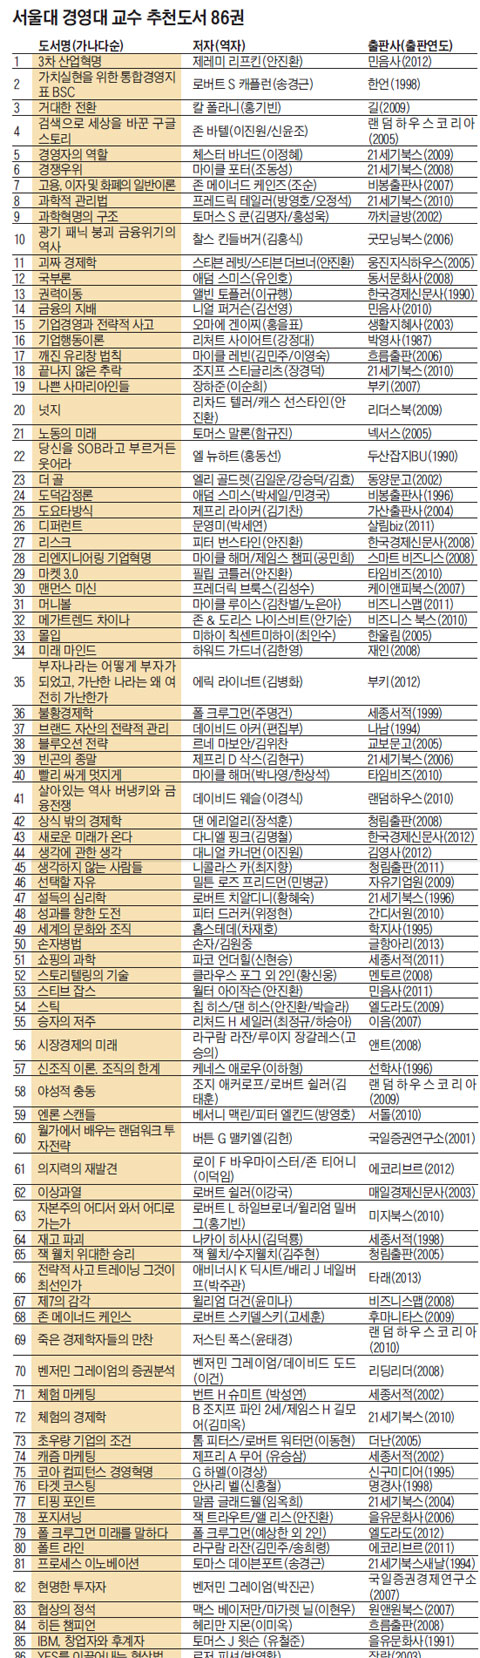 서울대 경영대 교수 추천도서 86권
도서명(가나다순) 저자(역자) 출판사(출판연도)
1 3차 산업혁명 제레미 리프킨(안진환) 민음사(2012)
2 가치실현을 위한 통합경영지표 BSC 로버트 S 캐플런(송경근) 한언(1998)
3 거대한 전환 칼 폴라니(홍기빈) 길(2009)
4 검색으로 세상을 바꾼 구글 스토리 존 바텔(이진원/신윤조) 랜덤하우스코리아(2005)
5 경영자의 역할 체스터 바너드(이정혜) 21세기북스(2009)
6 경쟁우위 마이클 포터(조동성) 21세기북스(2008)
7 고용, 이자 및 화폐의 일반이론 존 메이너드 케인즈(조순) 비봉출판사(2007)
8 과학적 관리법 프레드릭 테일러(방영호/오정석) 21세기북스(2010)
9 과학혁명의 구조 토머스 S 쿤(김명자/홍성욱) 까치글방(2002)
10 광기 패닉 붕괴 금융위기의 역사 찰스 킨들버거(김홍식) 굿모닝북스(2006)
11 괴짜 경제학 스티븐 레빗/스티븐 더브너(안진환) 웅진지식하우스(2005)
12 국부론 애덤 스미스(유인호) 동서문화사(2008)
13 권력이동 앨빈 토플러(이규행) 한국경제신문사(1990)
14 금융의 지배 니얼 퍼거슨(김선영) 민음사(2010)
15 기업경영과 전략적 사고 오마에 겐이찌(홍을표) 생활지혜사(2003)
16 기업행동이론 리처트 사이어트(강정대) 박영사(1987)
17 깨진 유리창 법칙 마이클 레빈(김민주/이영숙) 흐름출판(2006)
18 끝나지 않은 추락 조지프 스티글리츠(장경덕) 21세기북스(2010)
19 나쁜 사마리아인들 장하준(이순희) 부키(2007)
20 넛지 리차드 텔러/캐스 선스타인(안진환) 리더스북(2009)
21 노동의 미래 토머스 말론(함규진) 넥서스(2005)
22 당신을 SOB라고 부르거든 웃어라 엘 뉴하트(홍동선) 두산잡지BU(1990)
23 더 골 엘리 골드렛(김일운/강승덕/김효) 동양문고(2002)
24 도덕감정론 애덤 스미스(박세일/민경국) 비봉출판사(1996)
25 도요타방식 제프리 라이커(김기찬) 가산출판사(2004)
26 디퍼런트 문영미(박세연) 살림biz(2011)
27 리스크 피터 번스타인(안진환) 한국경제신문사(2008)
28 리엔지니어링 기업혁명 마이클 해머/제임스 챔피(공민희) 스마트 비즈니스(2008)
29 마켓 3.0 필립 코틀러(안진환) 타임비즈(2010)
30 맨먼스 미신 프레더릭 브룩스(김성수) 케이앤피북스(2007)
31 머니볼 마이클 루이스(김찬별/노은아) 비즈니스맵(2011)
32 메가트렌드 차이나 존 & 도리스 나이스비트(안기순) 비즈니스 북스(2010)
33 몰입 미하이 칙센트미하이(최인수) 한울림(2005)
34 미래 마인드 하워드 가드너(김한영) 재인(2008)
35 부자나라는 어떻게 부자가 되었고, 가난한 나라는 왜 여전히 가난한가 에릭 라이너트(김병화) 부키(2012)
36 불황경제학 폴 크루그먼(주명건) 세종서적(1999)
37 브랜드 자산의 전략적 관리 데이비드 아커(편집부) 나남(1994)
38 블루오션 전략 르네 마보안/김위찬 교보문고(2005)
39 빈곤의 종말 제프리 D 삭스(김현구) 21세기북스(2006)
40 빨리 싸게 멋지게 마이클 해머(박나영/한상석) 타임비즈(2010)
41 살아있는 역사 버냉키와 금융전쟁 데이비드 웨슬(이경식) 랜덤하우스(2010)
42 상식 밖의 경제학 댄 에리얼리(장석훈) 청림출판(2008)
43 새로운 미래가 온다 다니엘 핑크(김명철) 한국경제신문사(2012)
44 생각에 관한 생각 대니얼 카너먼(이진원) 김영사(2012)
45 생각하지 않는 사람들 니콜라스 카(최지향) 청림출판(2011)
46 선택할 자유 밀튼 로즈 프리드먼(민병균) 자유기업원(2009)
47 설득의 심리학 로버트 치알디니(황혜숙) 21세기북스(1996)
48 성과를 향한 도전 피터 드러커(위정현) 간디서원(2010)
49 세계의 문화와 조직 홉스테데(차재호) 학지사(1995)
50 손자병법 손자/김원중 글항아리(2013)
51 쇼핑의 과학 파코 언더힐(신현승) 세종서적(2011)
52 스토리텔링의 기술 클라우스 포그 외 2인(황신웅) 멘토르(2008)
53 스티브 잡스 월터 아이작슨(안진환) 민음사(2011)
54 스틱 칩 히스/댄 히스(안진환/박슬라) 엘도라도(2009)
55 승자의 저주 리처드 H 세일러(최정규/하승아) 이음(2007)
56 시장경제의 미래 라구람 라잔/루이지 장갈레스(고승의) 앤트(2008)
57 신조직 이론, 조직의 한계 케네스 애로우(이하형) 선학사(1996)
58 야성적 충동 조지 애커로프/로버트 쉴러(김태훈) 랜덤하우스코리아(2009)
59 엔론 스캔들 베서니 맥린/피터 엘킨드(방영호) 서돌(2010)
60 월가에서 배우는 랜덤워크 투자전략 버튼 G 맬키엘(김헌) 국일증권연구소(2001)
61 의지력의 재발견 로이 F 바우마이스터/존 티어니(이덕임) 에코리브르(2012)
62 이상과열 로버트 쉴러(이강국) 매일경제신문사(2003)
63 자본주의 어디서 와서 어디로 가는가 로버트 L 하일브로너/윌리엄 밀버그(홍기빈) 미지북스(2010)
64 재고 파괴 나카이 히사시(김덕룡) 세종서적(1998)
65 잭 웰치 위대한 승리 잭 웰치/수지웰치(김주현) 청림출판(2005)
66 전략적 사고 트레이닝 그것이 최선인가 애비너시 K 딕시트/배리 J 네일버프(박주관) 타래(2013)
67 제7의 감각 윌리엄 더건(윤미나) 비즈니스맵(2008)
68 존 메이너드 케인스 로버트 스키델스키(고세훈) 후마니타스(2009)
69 죽은 경제학자들의 만찬 저스틴 폭스(윤태경) 랜덤하우스코리아(2010)
70 벤저민 그레이엄의 증권분석 벤저민 그레이엄/데이비드 도드(이건) 리딩리더(2008)
71 체험 마케팅 번트 H 슈미트 (박성연) 세종서적(2002)
72 체험의 경제학 B 조지프 파인 2세/제임스 H 길모어(김미옥) 21세기북스(2010)
73 초우량 기업의 조건 톰 피터스/로버트 워터먼(이동현) 더난(2005)
74 캐즘 마케팅 제프리 A 무어 (유승삼) 세종서적(2002)
75 코아 컴피턴스 경영혁명 G 하멜(이경상) 신구미디어(1995)
76 타겟 코스팅 안사리 벨(신홍철) 명경사(1998)
77 티핑 포인트 말콤 글래드웰(임옥희) 21세기북스(2004)
78 포지셔닝 잭 트라우트/앨 리스(안진환) 을유문화사(2006)
79 폴 크루그먼 미래를 말하다 폴 크루그먼(예상한 외 2인) 엘도라도(2012)
80 폴트 라인 라구람 라잔(김민주/송희령) 에코리브르(2011)
81 프로세스 이노베이션 토마스 데이븐포트(송경근) 21세기북스새날(1994)
82 현명한 투자자 벤저민 그레이엄(박진곤) 국일증권경제연구소(2007)
83 협상의 정석 맥스 베이저만/마가렛 닐(이현우) 원앤원북스(2007)
84 히든 챔피언 헤리만 지몬(이미옥) 흐름출판(2008)
85 IBM, 창업자와 후계자 토머스 J 윗슨 (유철준) 을유문화사(1991)
86 YES를 이끌어내는 협상법 로저 피셔(박영환) 장락(2003)